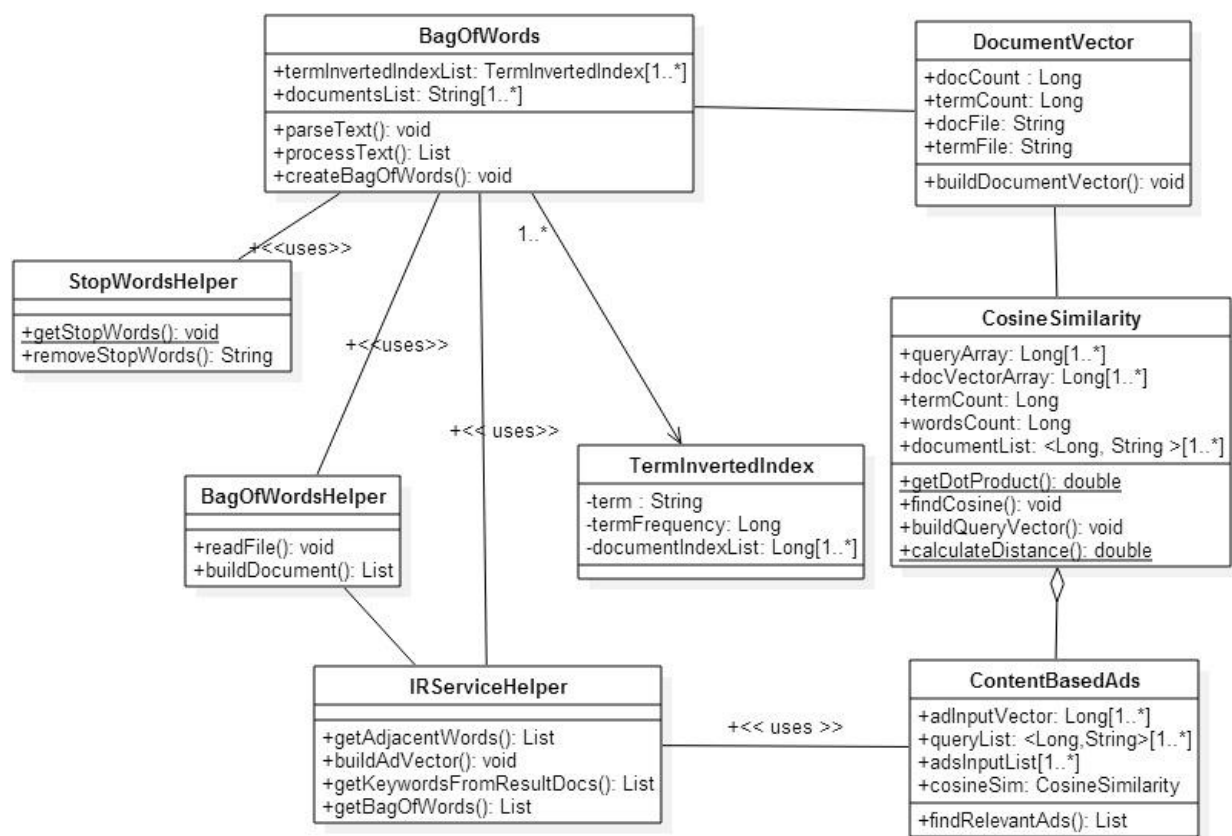 BagOfWords
+termInvertedIndexList: TermInvertedIndex[1..*]
+documentsList: String[1..*]
+parseText(): void
+processText(): List
+createBagOfWords(): void
DocumentVector
+docCount : Long
+termCount: Long
+docFile: String
+termFile: String
+buildDocumentVector(): void
+<<uses>>
1..*
StopWordsHelper
+getStopWords(): void
+removeStopWords(): String
+<<uses>>
+<< uses>>
CosineSimilarity
+queryArray: Long[1..*]
+docVectorArray: Long[1..*]
+termCount: Long
+wordsCount: Long
+documentList: <Long, String >[1..*]
+getDotProduct(): double
+findCosine(): void
+buildQueryVector(): void
+calculateDistance(): double
TermInvertedIndex
-term : String
-termFrequency: Long
-documentIndexList: Long[1..*]
BagOfWordsHelper
+readFile(): void
+buildDocument(): List
IRServiceHelper
+getAdjacentWords(): List
+buildAdVector(): void
+getKeywordsFromResultDocs(): List
+getBagOfWords(): List
+<< uses >>
ContentBasedAds
+adInputVector: Long[1..*]
+queryList: <Long,String>[1..*]
+adsInputList[1..*]
+cosineSim: CosineSimilarity
+findRelevantAds(): List